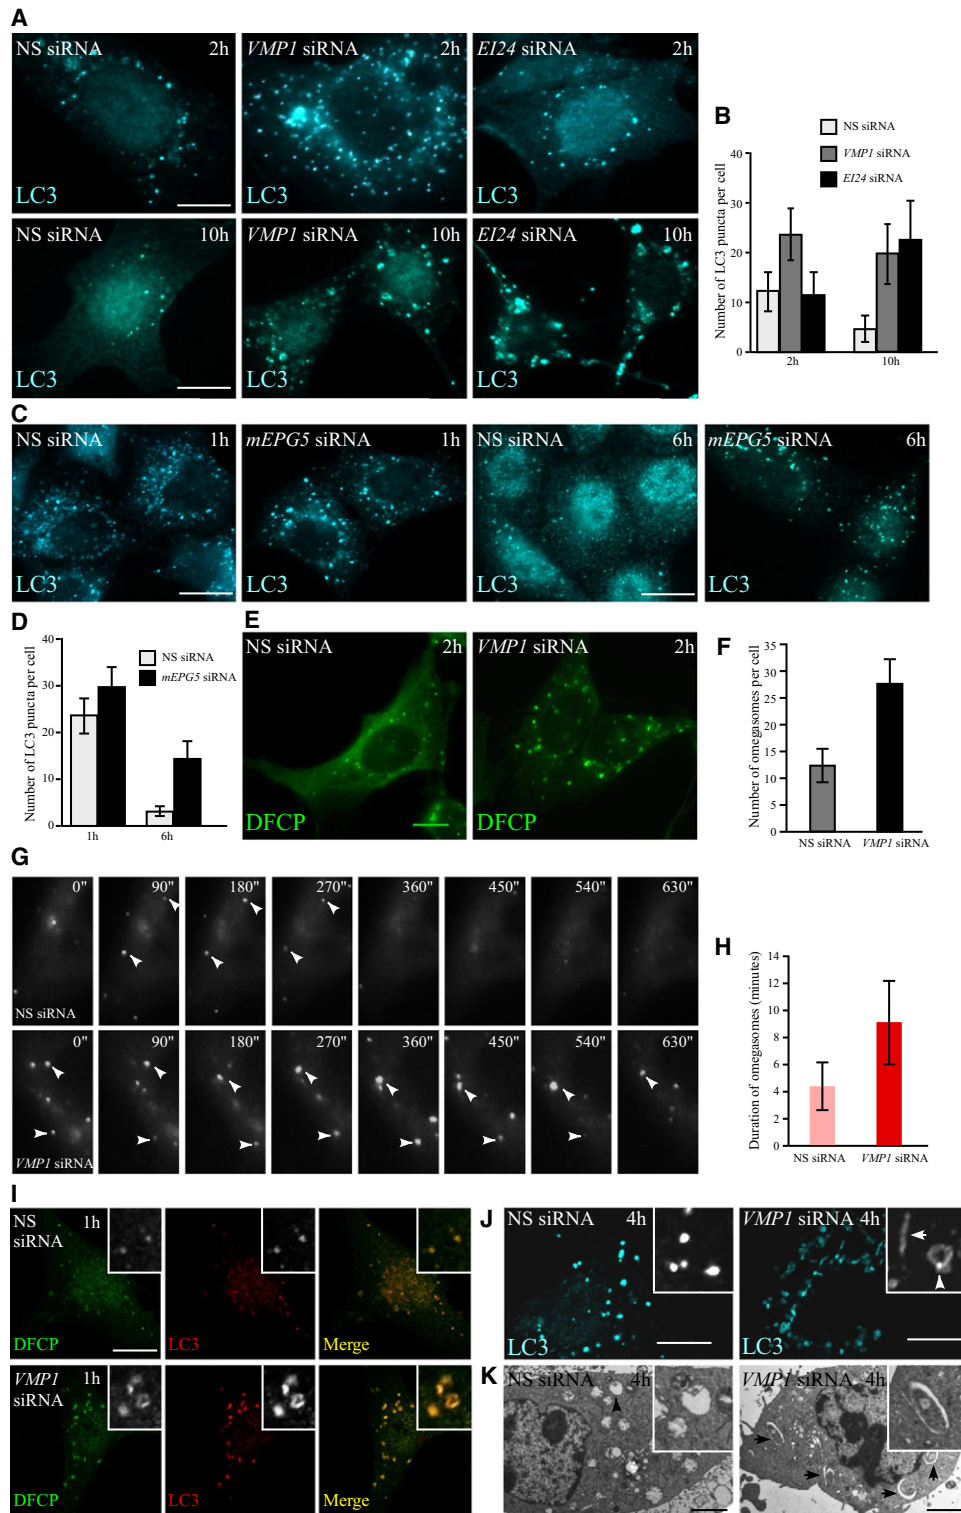 A
NS siRNA 2h
LC3
VMP1 siRNA 2h
LC3
EI24 siRNA 2h
LC3
NS siRNA 10h
LC3
VMP1 siRNA 10h
LC3
EI24 siRNA 10h
LC3
B
NS siRNA
VMP1 siRNA
EI24 siRNA
Number of LC3 puncta per cell
40
30
20
10
0
2h 10h
C
NS siRNA 1h
LC3
mEPG5 siRNA 1h
LC3
NS siRNA 6h
LC3
mEPG5 siRNA 6h
LC3
D
NS siRNA
mEPG5 siRNA
Number of LC3 puncta per cell
40
30
20
10
0
1h 6h
E
NS siRNA 2h
DFCP
VMP1 siRNA 2h
DFCP
F
Number of omegasomes per cell
35
30
25
20
15
10
5
0
NS siRNA VMP1 siRNA
G
0" 90" 180" 270" 360" 450" 540" 630"
NS siRNA
0" 90" 180" 270" 360" 450" 540" 630"
VMP1 siRNA
H
Duration of omegasomes (minutes)
14
12
10
8
6
4
2
0
NS siRNA VMP1 siRNA
I
NS 1h
siRNA
DFCP
LC3
Merge
VMP1 1h
siRNA
DFCP
LC3
Merge
J
NS siRNA 4h
LC3
VMP1 siRNA 4h
LC3
K
NS siRNA 4h
VMP1 siRNA 4h